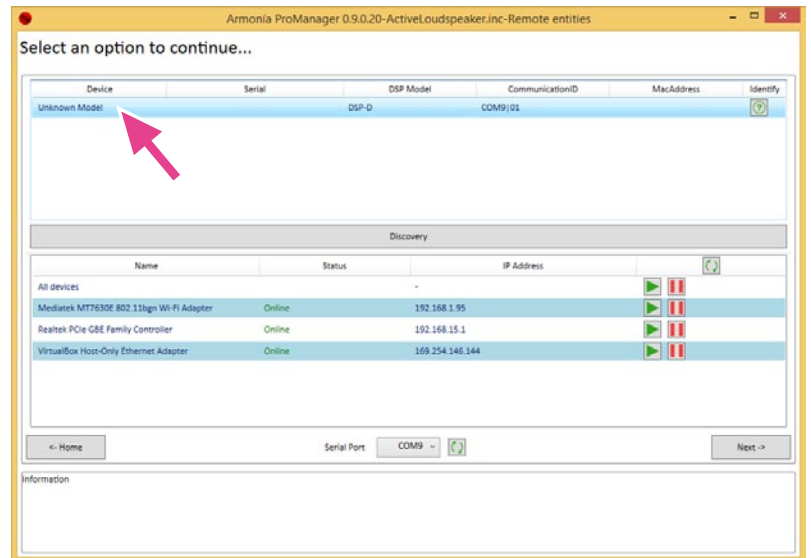 Armonía ProManager 0.9.0.20-ActiveLoudspeaker.inc-Remote entities
Select an option to continue...
Device Serial DSP Model CommunicationID MacAddress Identify
Unknown Model DSP-D COM9|01
Discovery
Name Status IP Address
All devices -
Mediatek MT7630E 802.11bgn Wi-Fi Adapter Online 192.168.1.95
Realtek PCIe GBE Family Controller Online 192.168.15.1
VirtualBox Host-Only Ethernet Adapter Online 169.254.146.144
<- Home Serial Port COM9 Next ->
Information